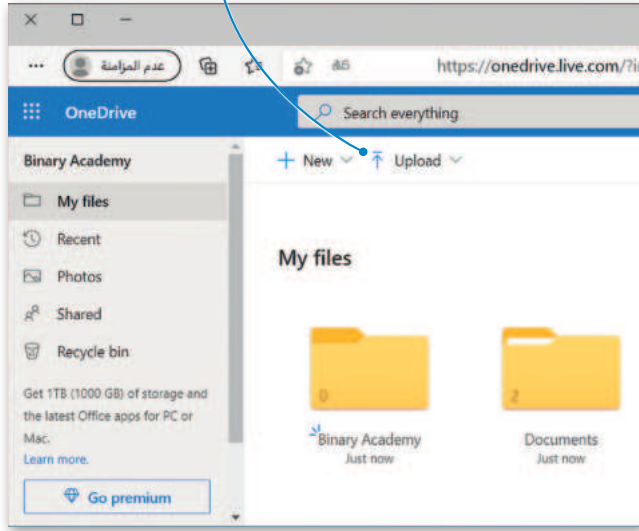 عدم المزامنة
https://onedrive.live.com/?i
OneDrive
Search everything
Binary Academy
New
Upload
My files
Recent
Photos
Shared
Recycle bin
Get 1TB (1000 GB) of storage and
the latest Office apps for PC or
Mac.
Learn more.
Go premium
My files
0
2
Binary Academy
Just now
Documents
Just now